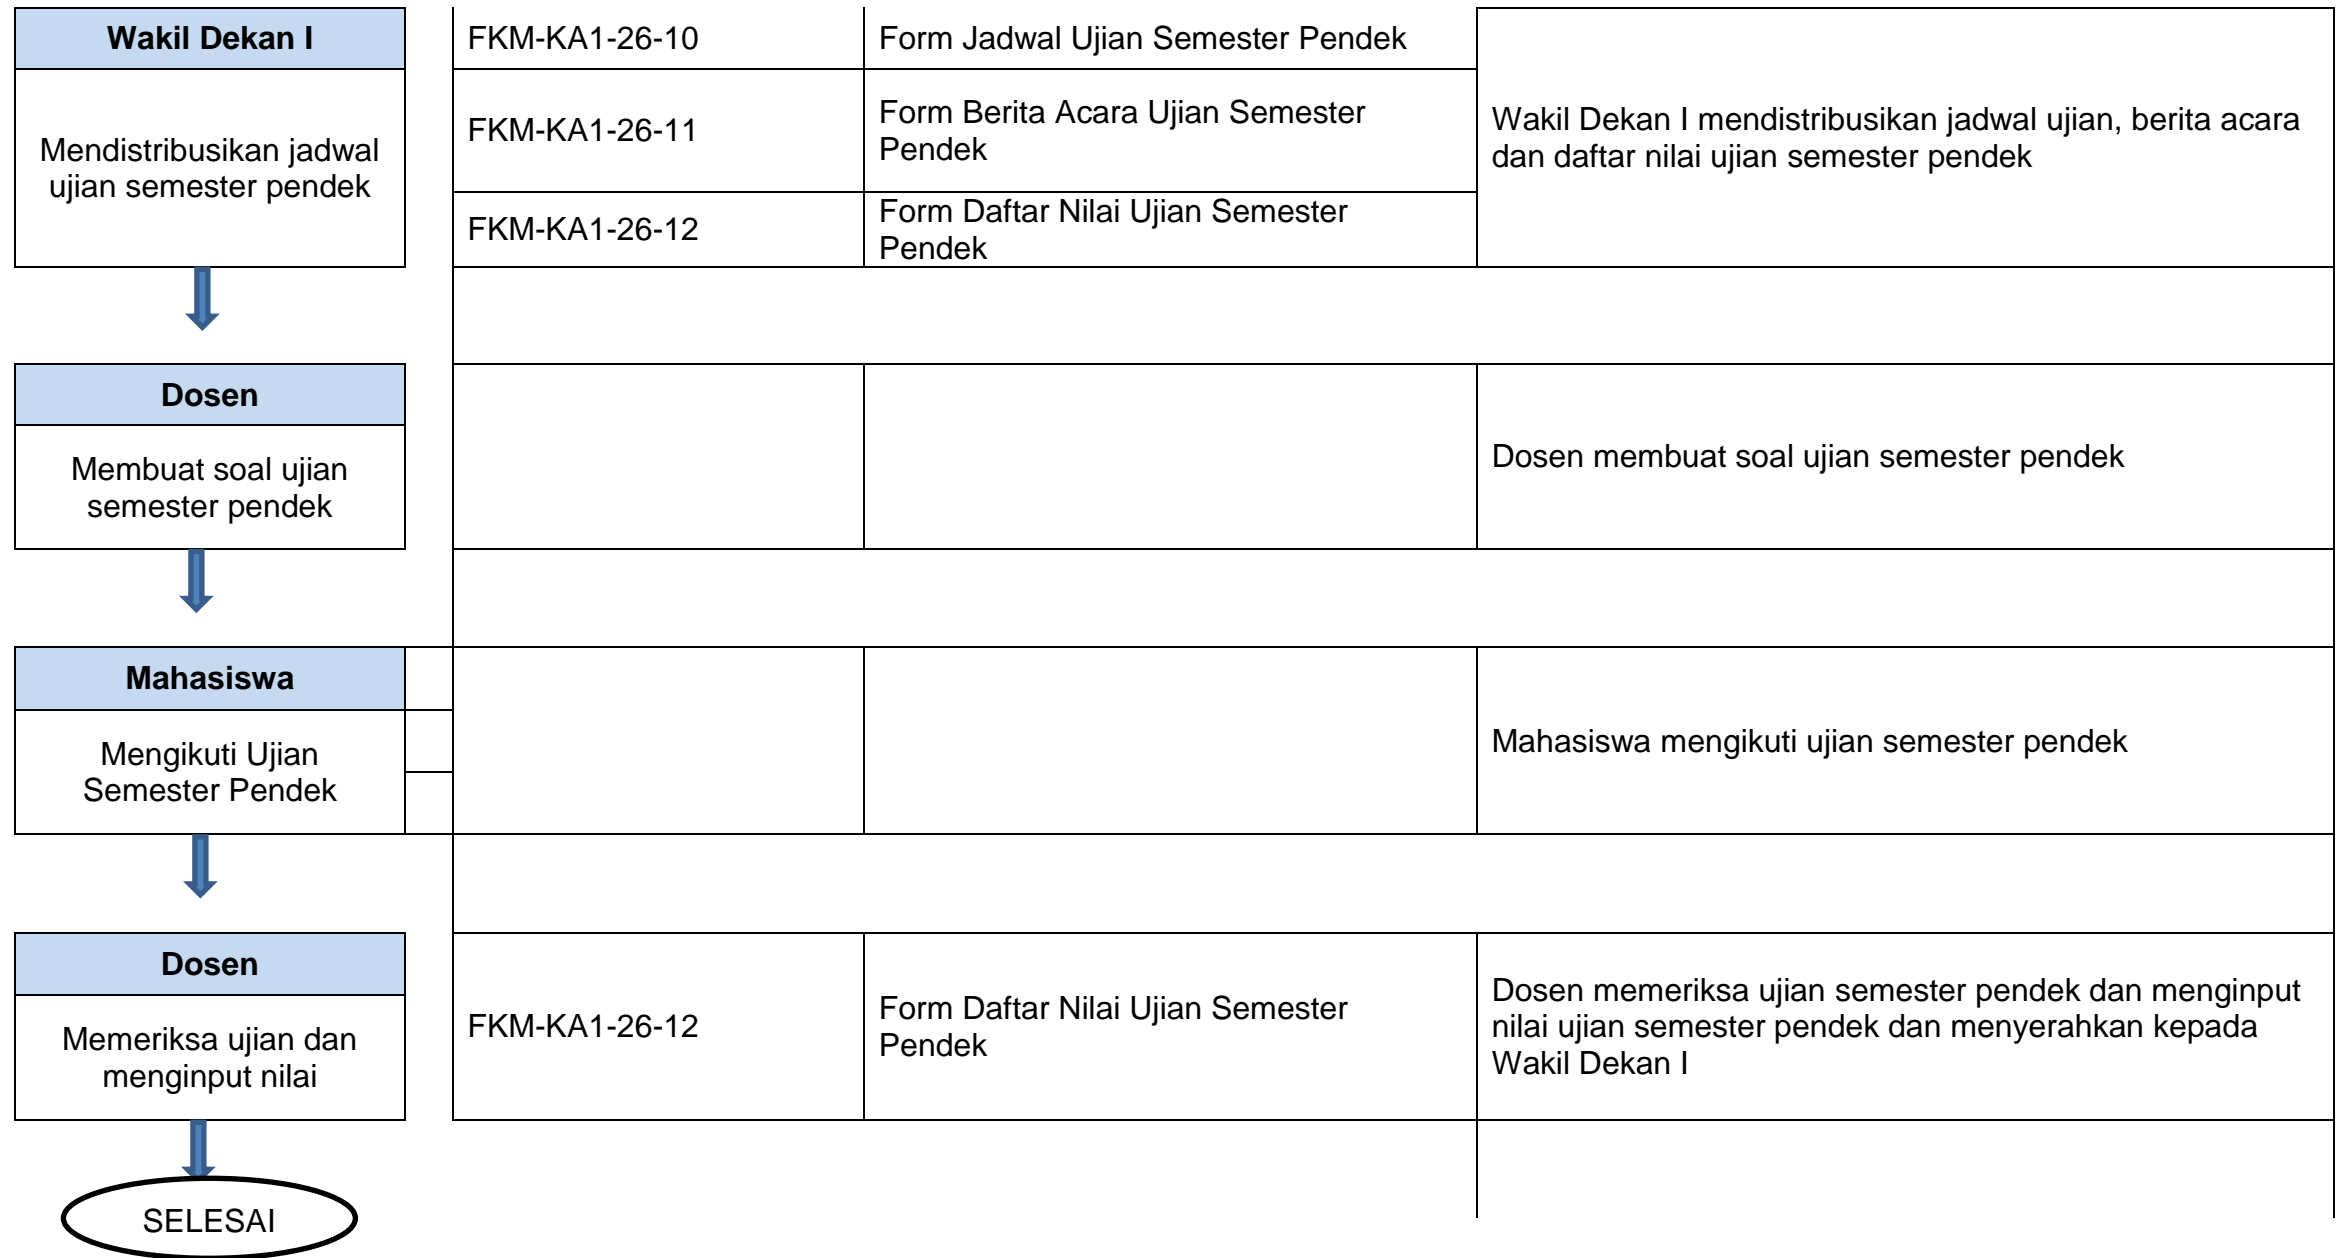 Wakil Dekan I
Mendistribusikan jadwal
ujian semester pendek
FKM-KA1-26-10
Form Jadwal Ujian Semester Pendek
FKM-KA1-26-11
Form Berita Acara Ujian Semester
Pendek
FKM-KA1-26-12
Form Daftar Nilai Ujian Semester
Pendek
Wakil Dekan I mendistribusikan jadwal ujian, berita acara
dan daftar nilai ujian semester pendek
Dosen
Membuat soal ujian
semester pendek
Dosen membuat soal ujian semester pendek
Mahasiswa
Mengikuti Ujian
Semester Pendek
Mahasiswa mengikuti ujian semester pendek
Dosen
Memeriksa ujian dan
menginput nilai
FKM-KA1-26-12
Form Daftar Nilai Ujian Semester
Pendek
Dosen memeriksa ujian semester pendek dan menginput
nilai ujian semester pendek dan menyerahkan kepada
Wakil Dekan I
SELESAI